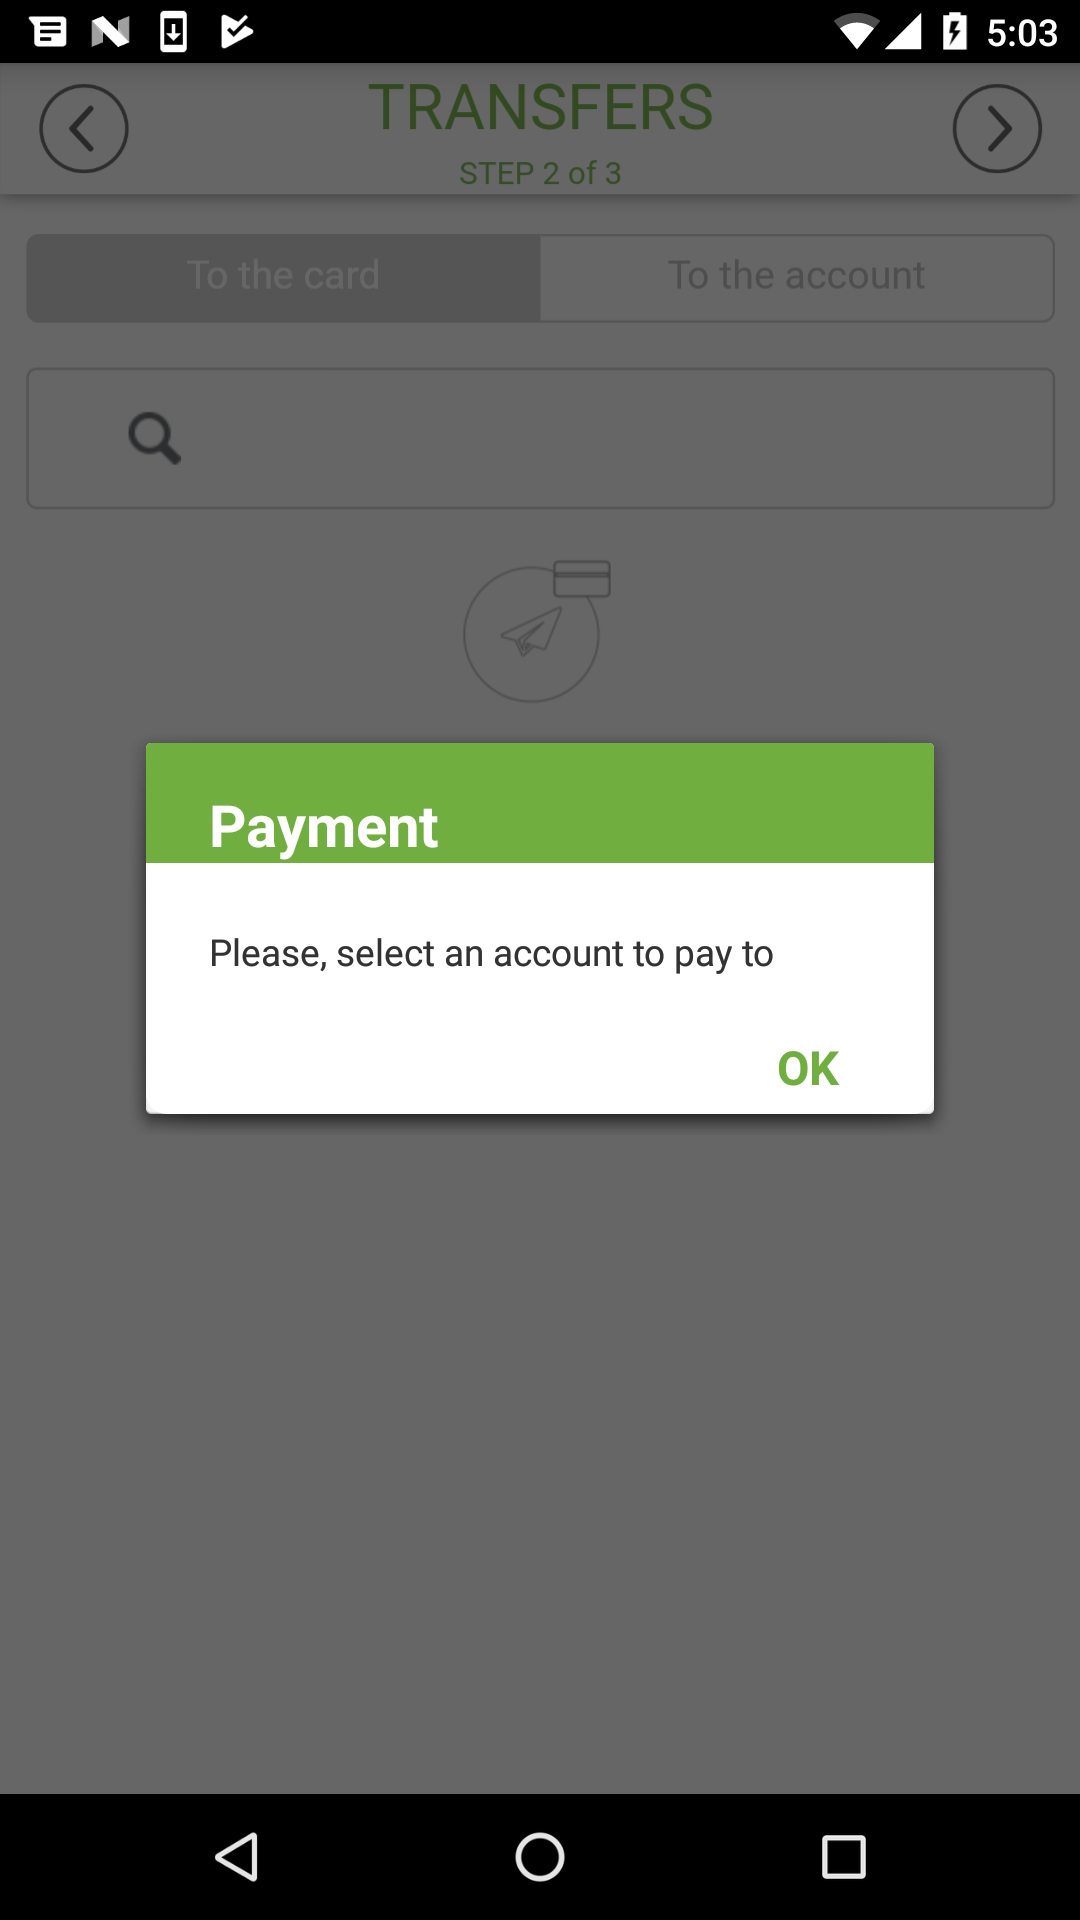 5:03
TRANSFERS
STEP 2 of 3
To the card
To the account
Payment
Please, select an account to pay to
OK